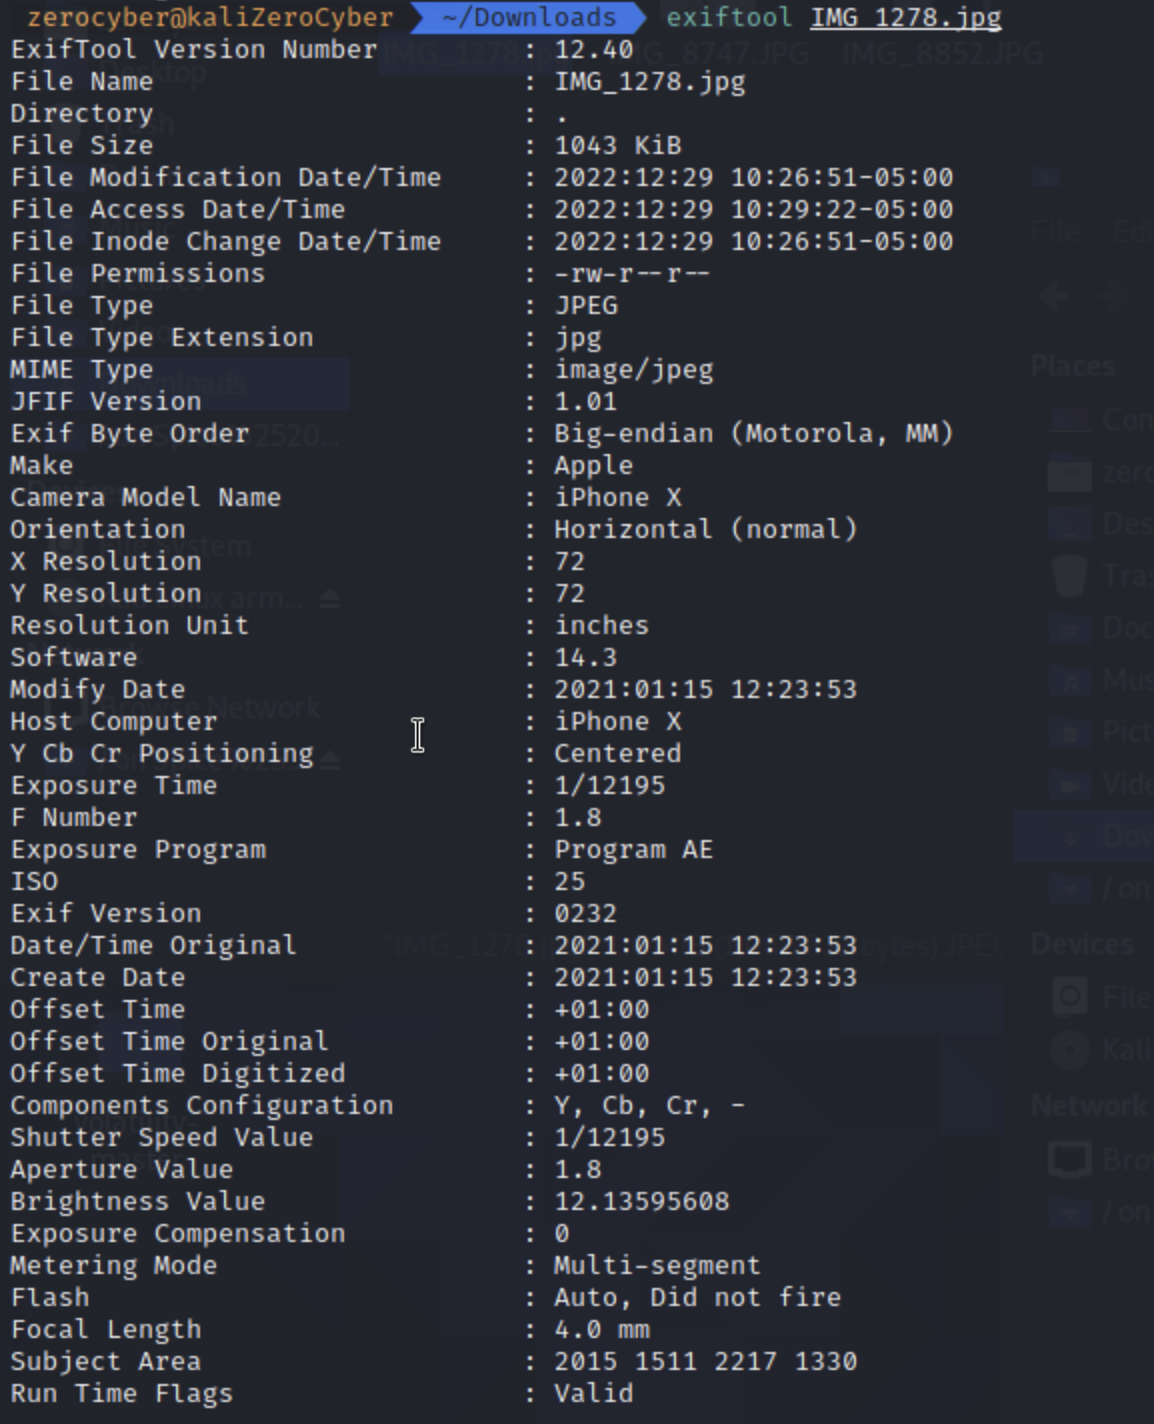 zerocyber@kaliZeroCyber ~/Downloads exiftool IMG_1278.jpg
ExifTool Version Number : 12.40
File Name : IMG_1278.jpg
Directory : .
File Size : 1043 KiB
File Modification Date/Time : 2022:12:29 10:26:51-05:00
File Access Date/Time : 2022:12:29 10:29:22-05:00
File Inode Change Date/Time : 2022:12:29 10:26:51-05:00
File Permissions : -rw-r--r--
File Type : JPEG
File Type Extension : jpg
MIME Type : image/jpeg
JFIF Version : 1.01
Exif Byte Order : Big-endian (Motorola, MM)
Make : Apple
Camera Model Name : iPhone X
Orientation : Horizontal (normal)
X Resolution : 72
Y Resolution : 72
Resolution Unit : inches
Software : 14.3
Modify Date : 2021:01:15 12:23:53
Host Computer : iPhone X
Y Cb Cr Positioning : Centered
Exposure Time : 1/12195
F Number : 1.8
Exposure Program : Program AE
ISO : 25
Exif Version : 0232
Date/Time Original : 2021:01:15 12:23:53
Create Date : 2021:01:15 12:23:53
Offset Time : +01:00
Offset Time Original : +01:00
Offset Time Digitized : +01:00
Components Configuration : Y, Cb, Cr, -
Shutter Speed Value : 1/12195
Aperture Value : 1.8
Brightness Value : 12.13595608
Exposure Compensation : 0
Metering Mode : Multi-segment
Flash : Auto, Did not fire
Focal Length : 4.0 mm
Subject Area : 2015 1511 2217 1330
Run Time Flags : Valid